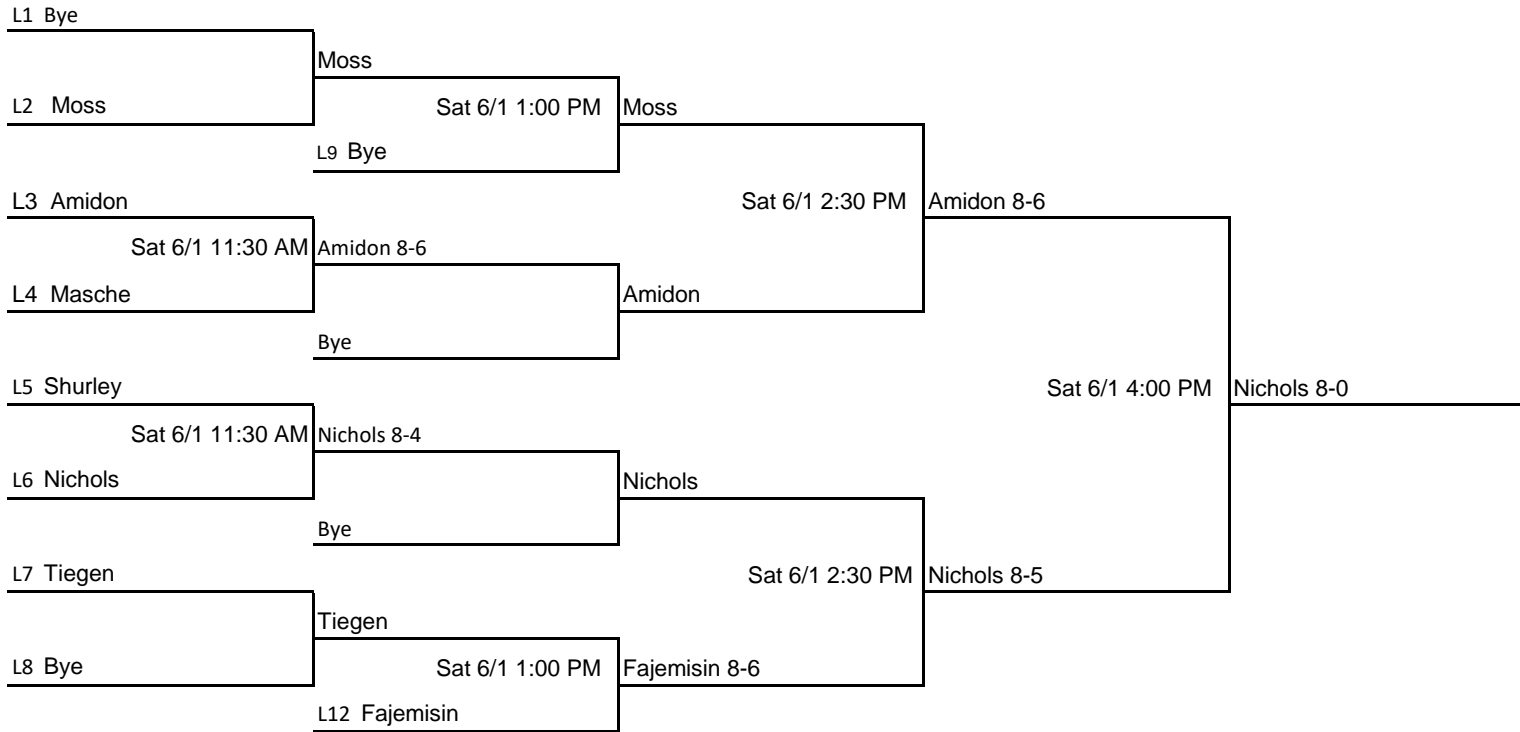 L1 Bye
Moss
L2 Moss
Sat 6/1 1:00 PM
Moss
L9 Bye
L3 Amidon
Sat 6/1 2:30 PM
Amidon 8-6
Sat 6/1 11:30 AM
Amidon 8-6
L4 Masche
Amidon
Bye
L5 Shurley
Sat 6/1 4:00 PM
Nichols 8-0
Sat 6/1 11:30 AM
Nichols 8-4
L6 Nichols
Nichols
Bye
L7 Tiegen
Sat 6/1 2:30 PM
Nichols 8-5
Tiegen
L8 Bye
Sat 6/1 1:00 PM
Fajemisin 8-6
L12 Fajemisin